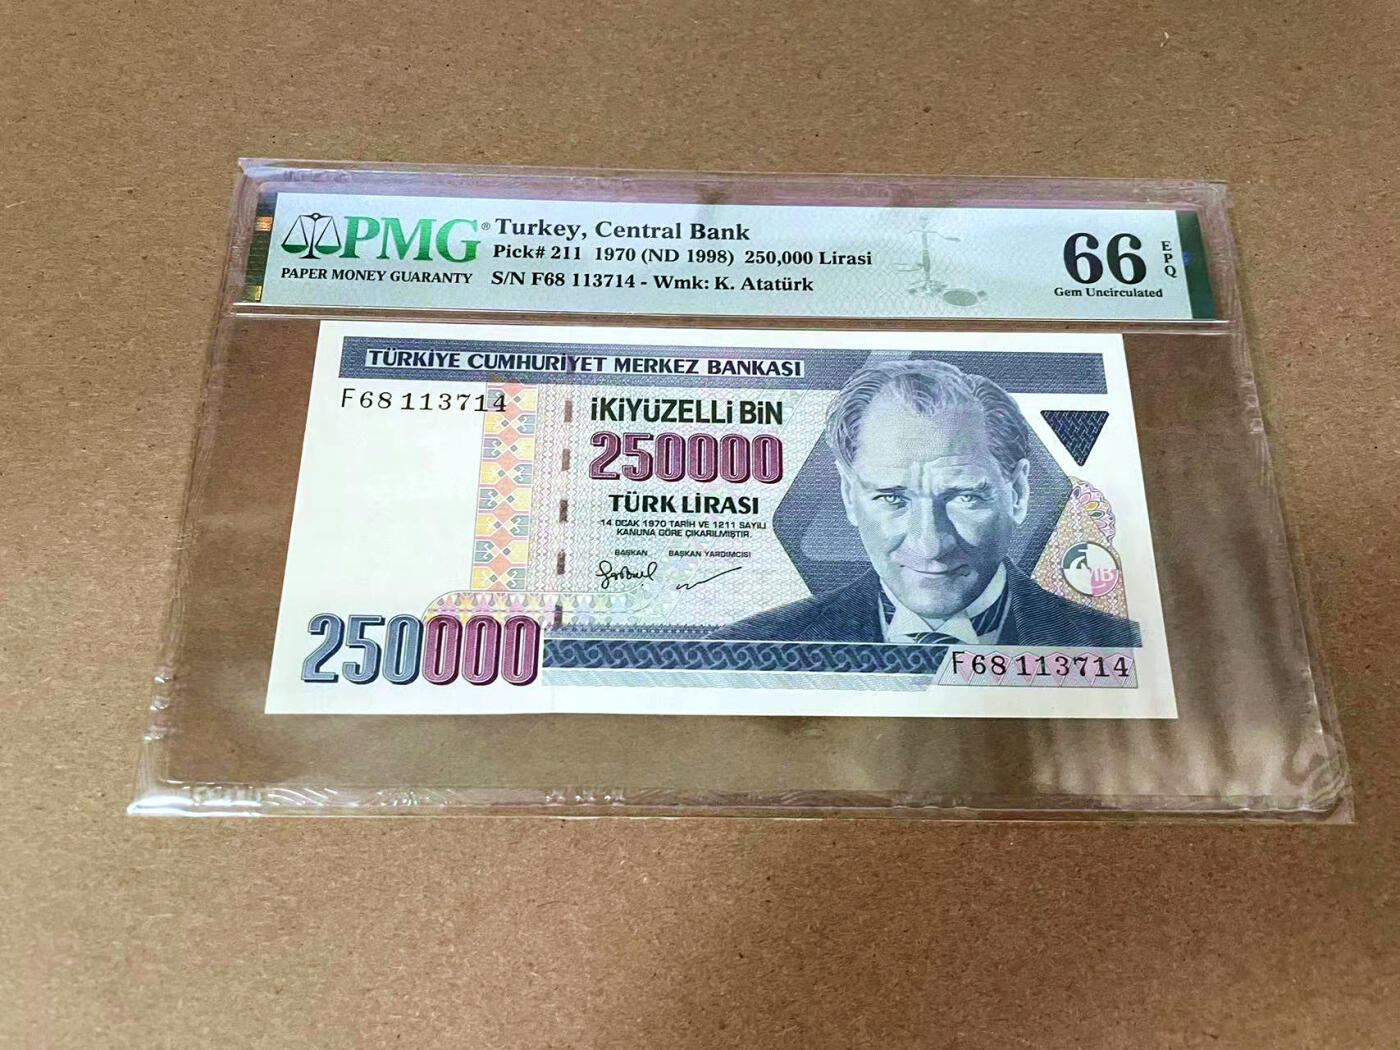 PMG®
PAPER MONEY GUARANTY
Turkey, Central Bank
Pick# 211 1970 (ND 1998) 250,000 Lirasi
S/N F68 113714 - Wmk: K. Atatürk
66 EPQ
Gem Uncirculated
TÜRKİYE CUMHURİYET MERKEZ BANKASI
F68 113714
İKİYÜZELLİ BİN
250000
TÜRK LİRASI
14 OCAK 1970 TARİH VE 1211 SAYILI
KANUNA GÖRE ÇIKARILMIŞTIR.
BAŞKAN BAŞKAN YARDIMCISI
250000
F68 113714